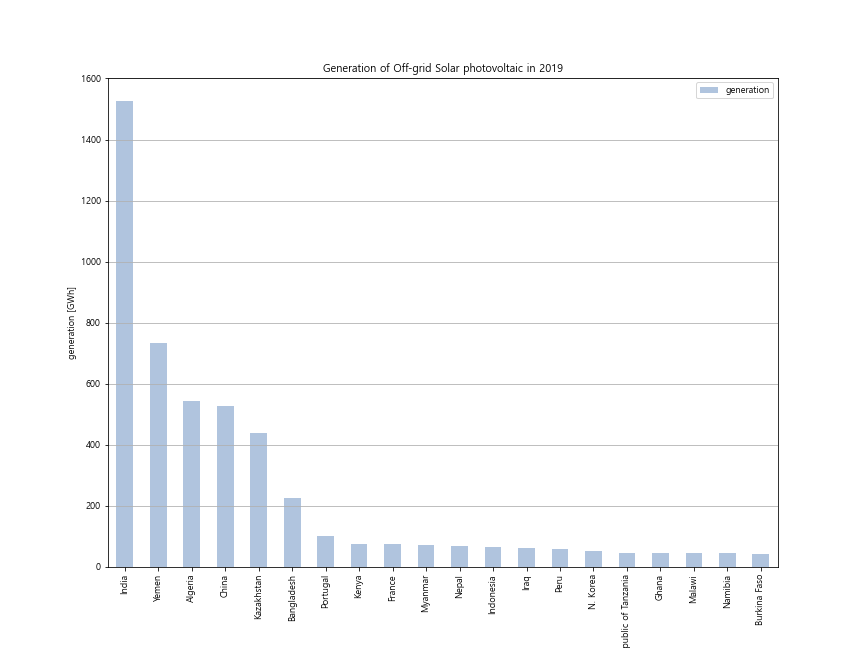 Generation of Off-grid Solar photovoltaic in 2019
generation
generation [GWh]
1600
1400
1200
1000
800
600
400
200
0
India
Yemen
Algeria
China
Kazakhstan
Bangladesh
Portugal
Kenya
France
Myanmar
Nepal
Indonesia
Iraq
Peru
N. Korea
public of Tanzania
Ghana
Malawi
Namibia
Burkina Faso